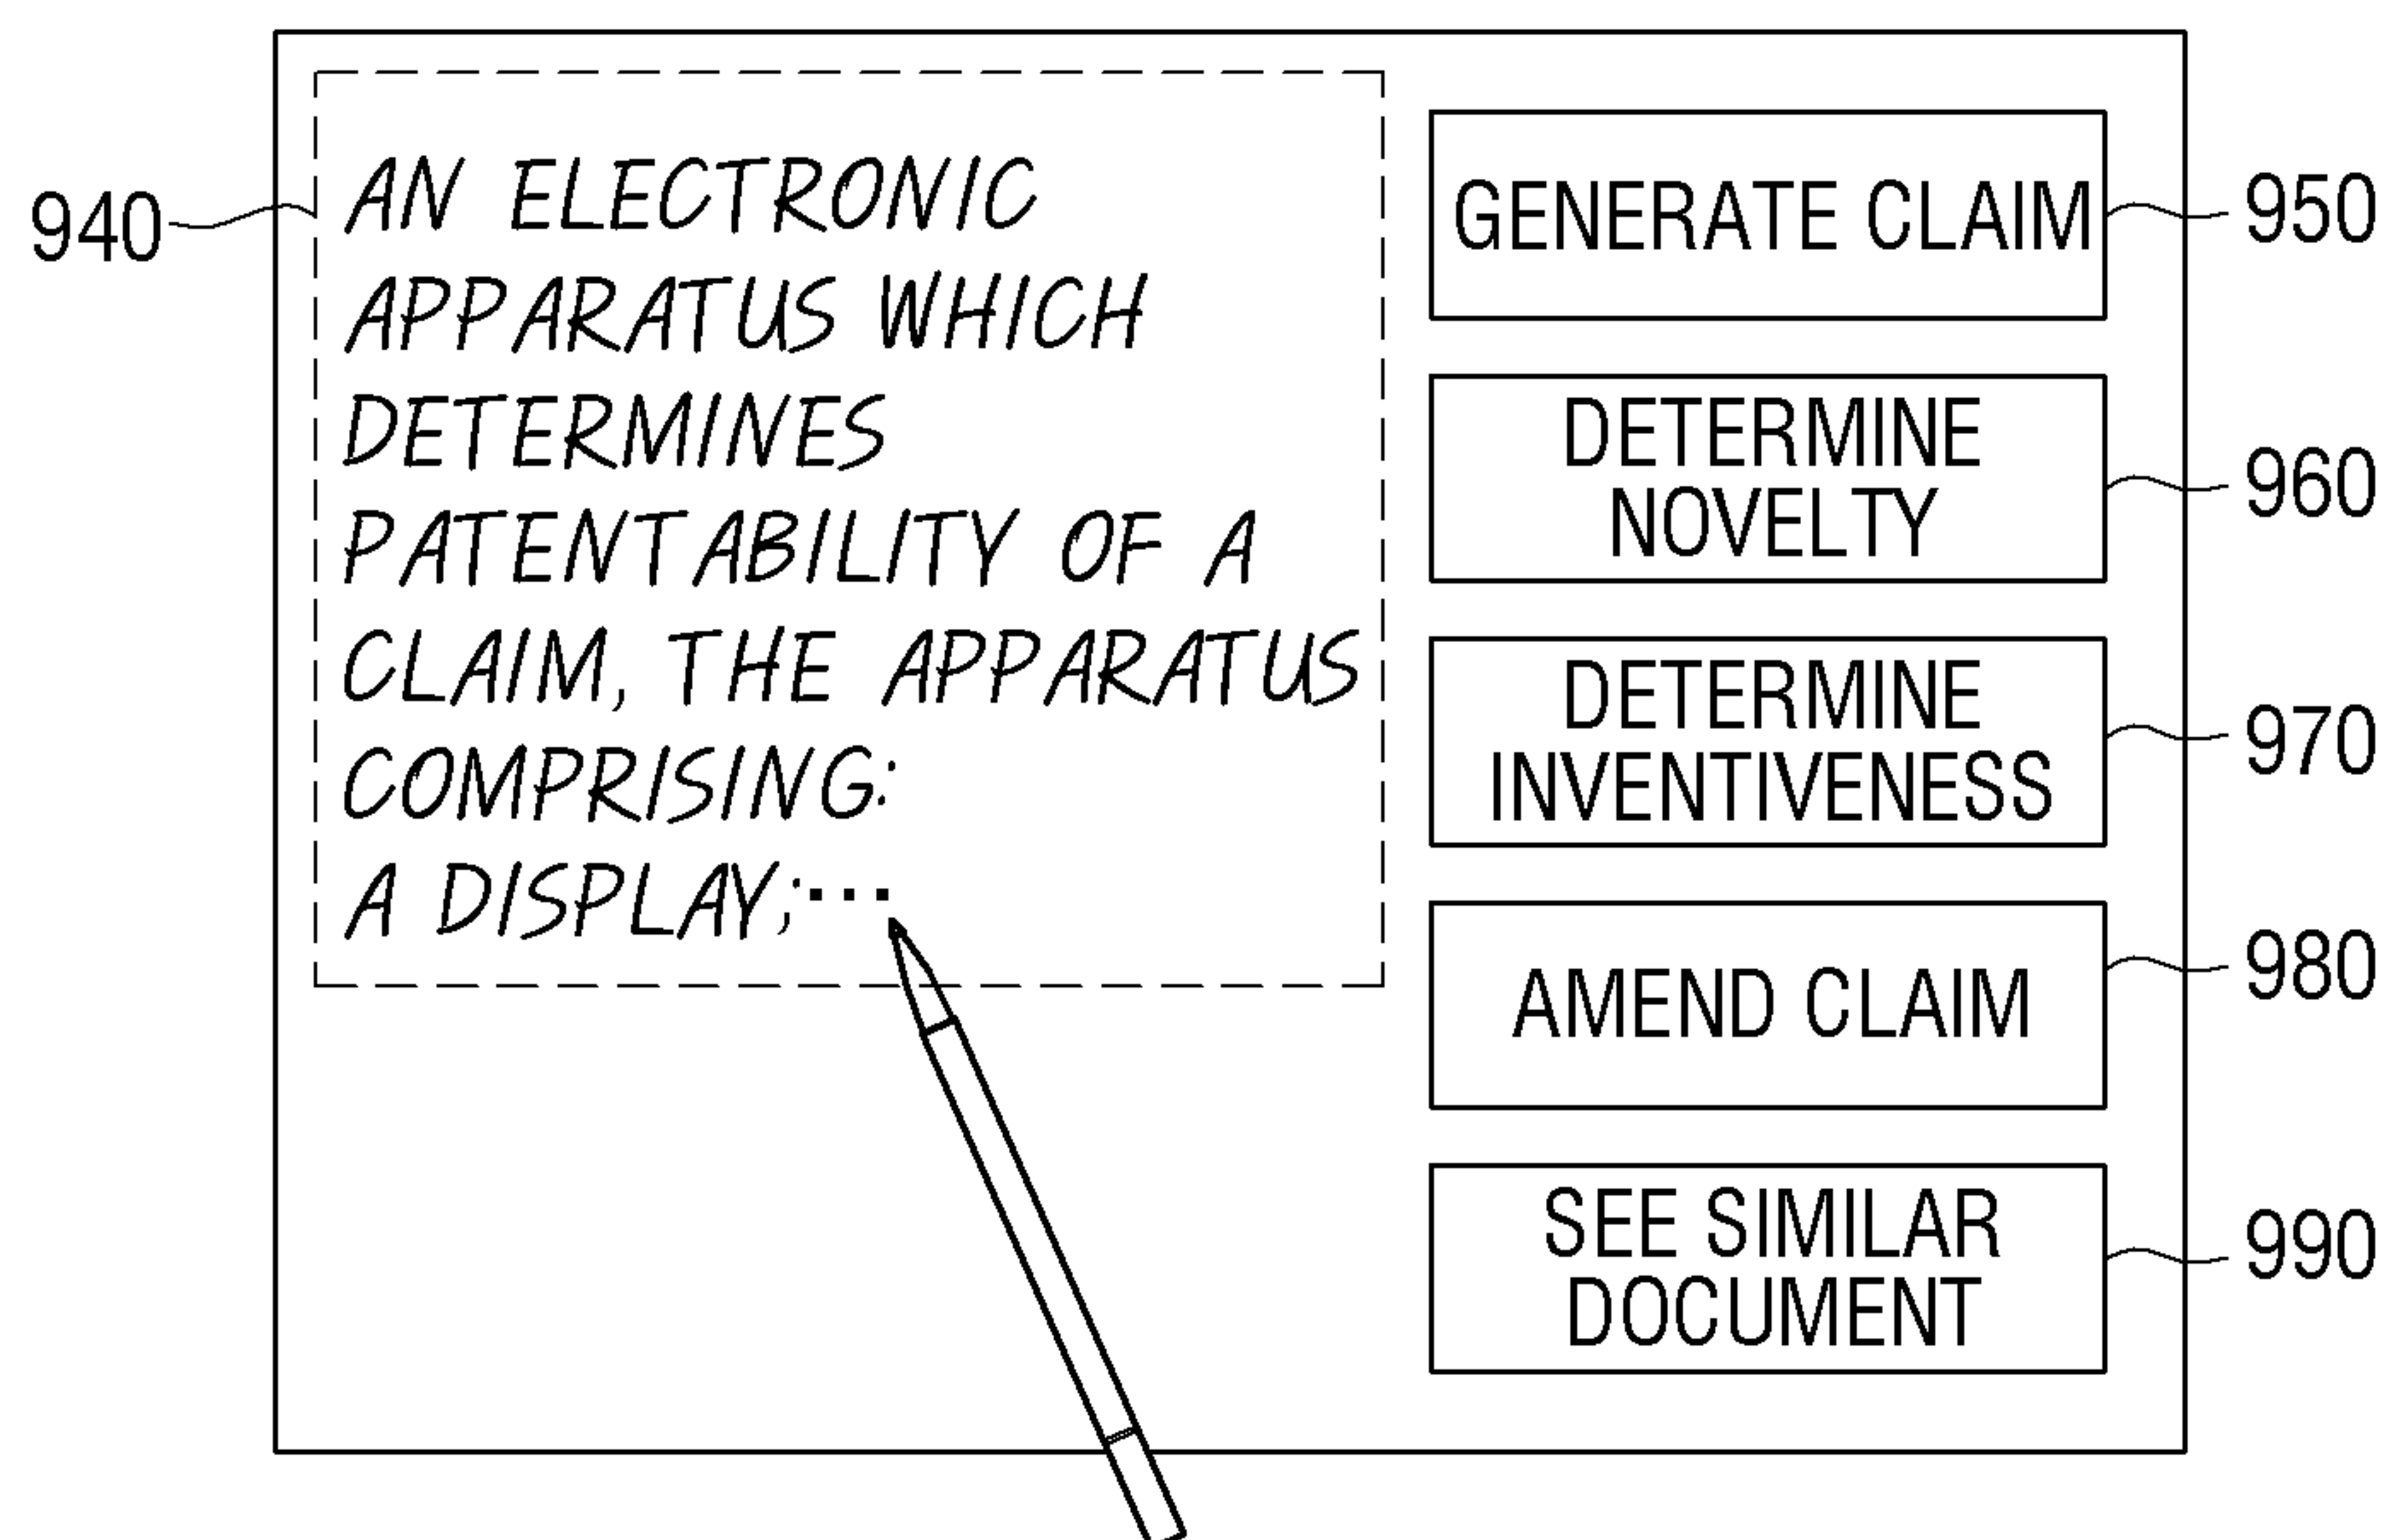 940
AN ELECTRONIC
APPARATUS WHICH
DETERMINES
PATENTABILITY OF A
CLAIM, THE APPARATUS
COMPRISING:
A DISPLAY;···
GENERATE CLAIM
950
DETERMINE
NOVELTY
960
DETERMINE
INVENTIVENESS
970
AMEND CLAIM
980
SEE SIMILAR
DOCUMENT
990